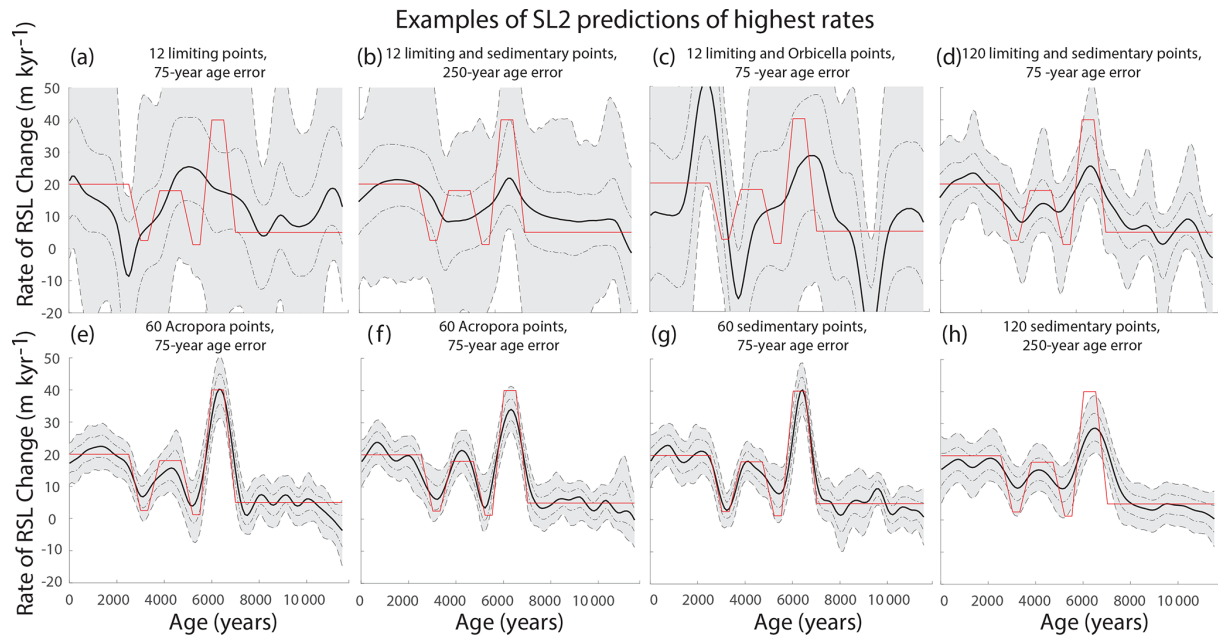 Examples of SL2 predictions of highest rates
(a) 12 limiting points,
75-year age error
(b) 12 limiting and sedimentary points,
250-year age error
(c) 12 limiting and Orbicella points,
75 -year age error
(d) 120 limiting and sedimentary points,
75 -year age error
Rate of RSL Change (m kyr⁻¹)
50
40
30
20
10
0
-10
-20
(e) 60 Acropora points,
75-year age error
(f) 60 Acropora points,
75-year age error
(g) 60 sedimentary points,
75-year age error
(h) 120 sedimentary points,
250-year age error
Rate of RSL Change (m kyr⁻¹)
50
40
30
20
10
0
-10
-20
0 2000 4000 6000 8000 10 000
0 2000 4000 6000 8000 10 000
0 2000 4000 6000 8000 10 000
0 2000 4000 6000 8000 10 000
Age (years)
Age (years)
Age (years)
Age (years)